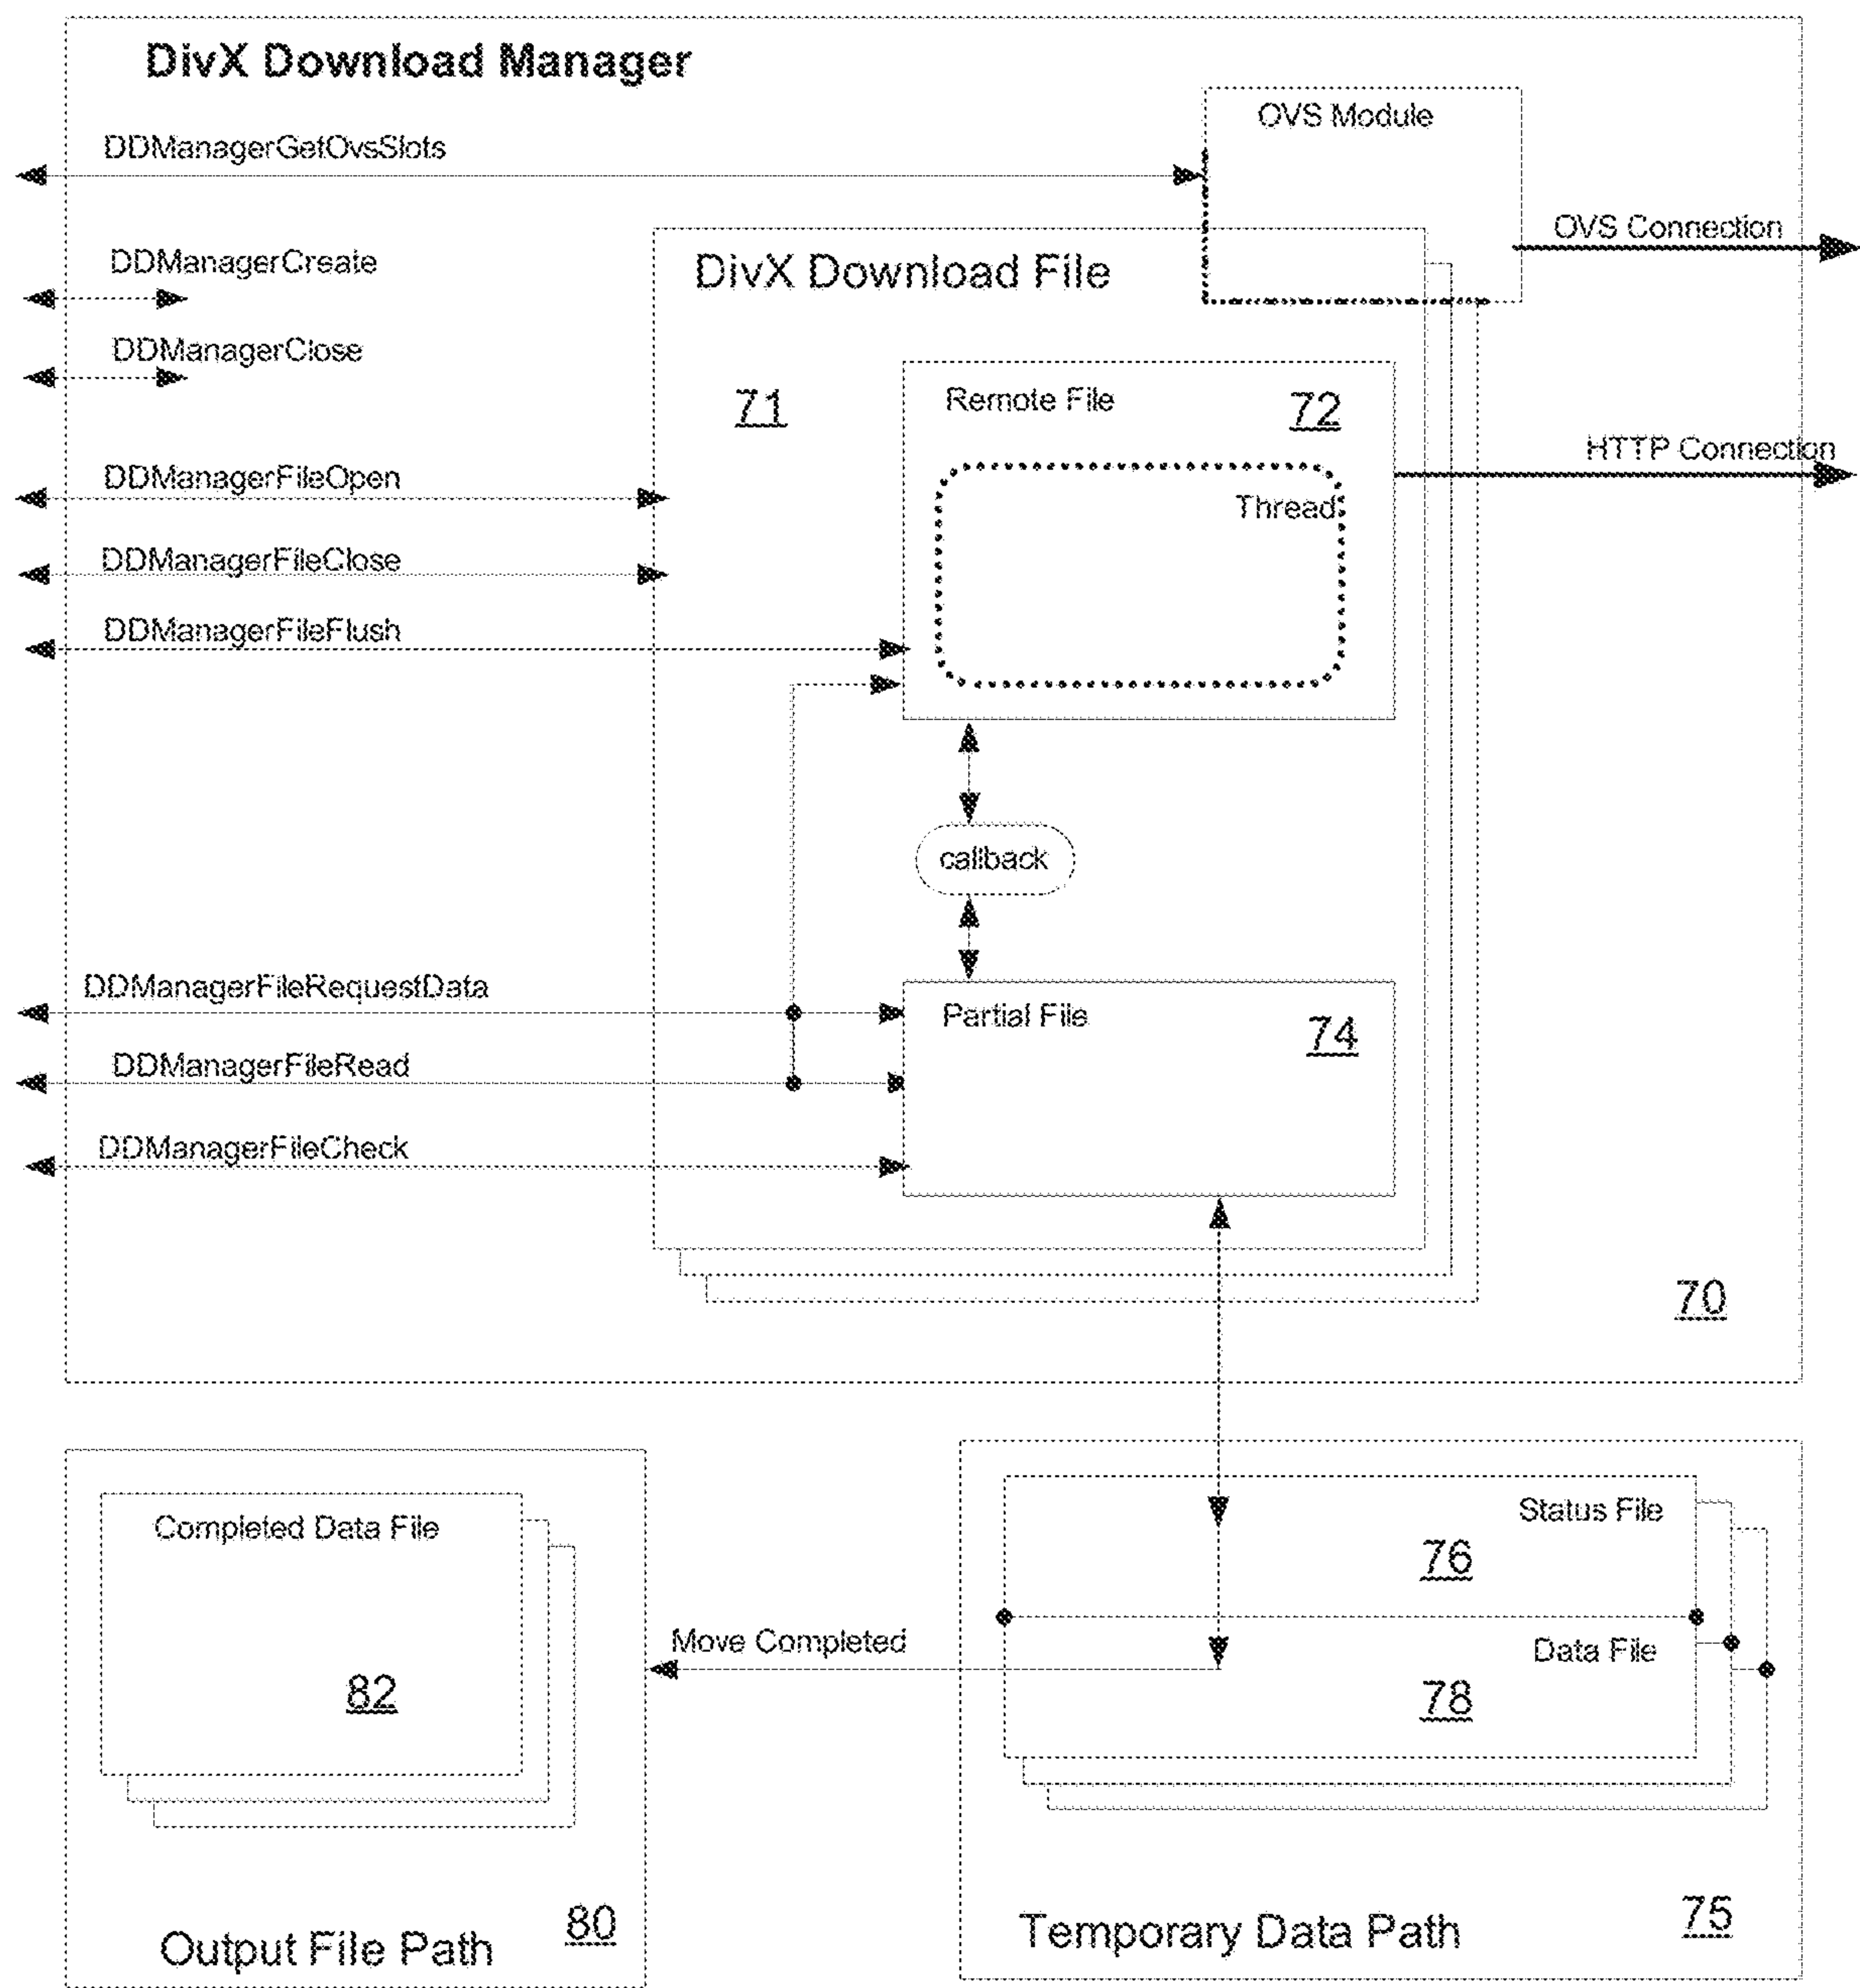 DivX Download Manager
OVS Module
DDManagerGetOvsSlots
OVS Connection
DDManagerCreate
DivX Download File
DDManagerClose
71
Remote File
72
HTTP Connection
DDManagerFileOpen
Thread
DDManagerFileClose
DDManagerFileFlush
callback
DDManagerFileRequestData
Partial File
74
DDManagerFileRead
DDManagerFileCheck
70
Completed Data File
Status File
76
Move Completed
Data File
82
78
Output File Path
80
Temporary Data Path
75